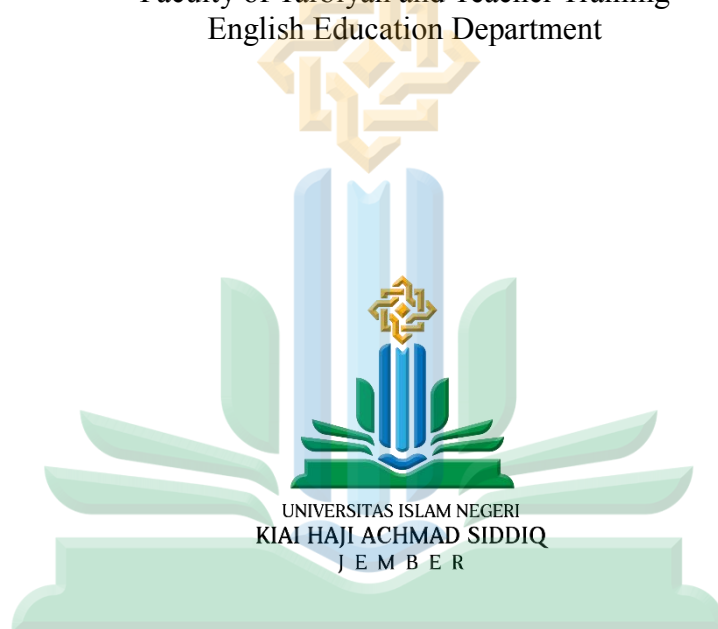 Faculty of Tarbiyah and Teacher Training
English Education Department
UNIVERSITAS ISLAM NEGERI
KIAI HAJI ACHMAD SIDDIQ
J E M B E R